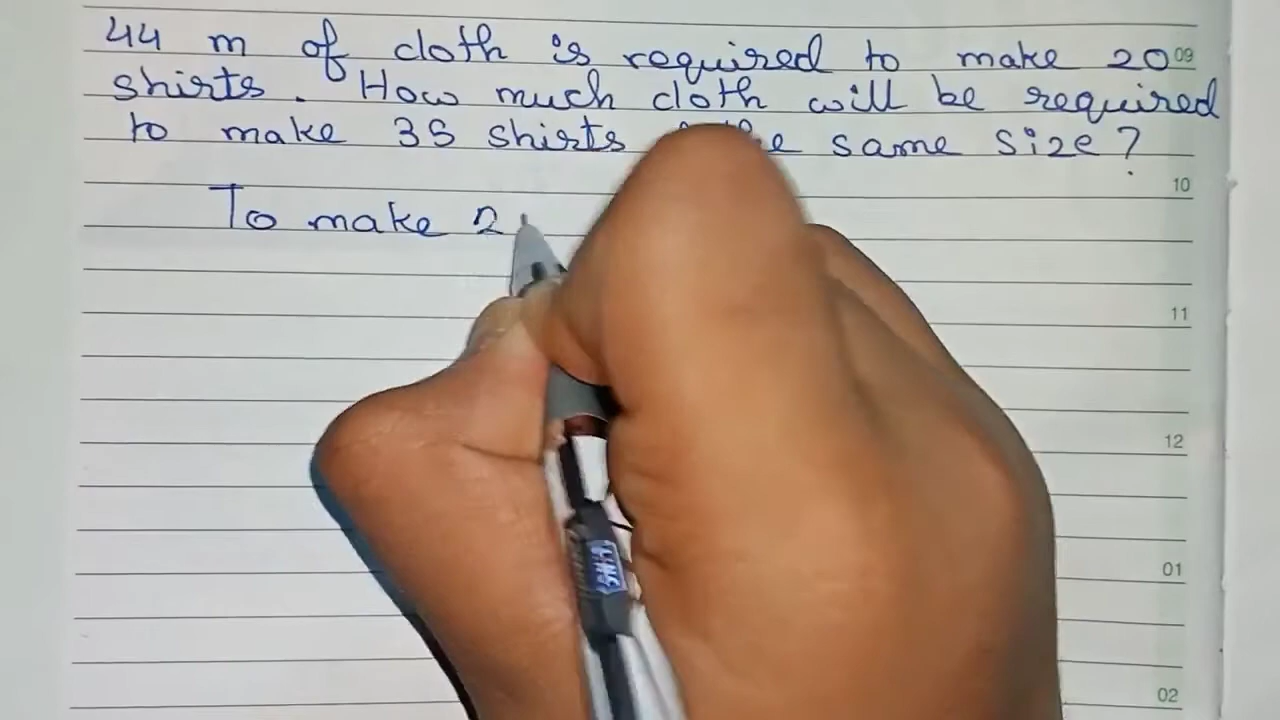 44 m of cloth is required to make 20 09
shirts. How much cloth will be required
to make 35 shirts same size?
10
To make 2
11
12
01
02
LINC